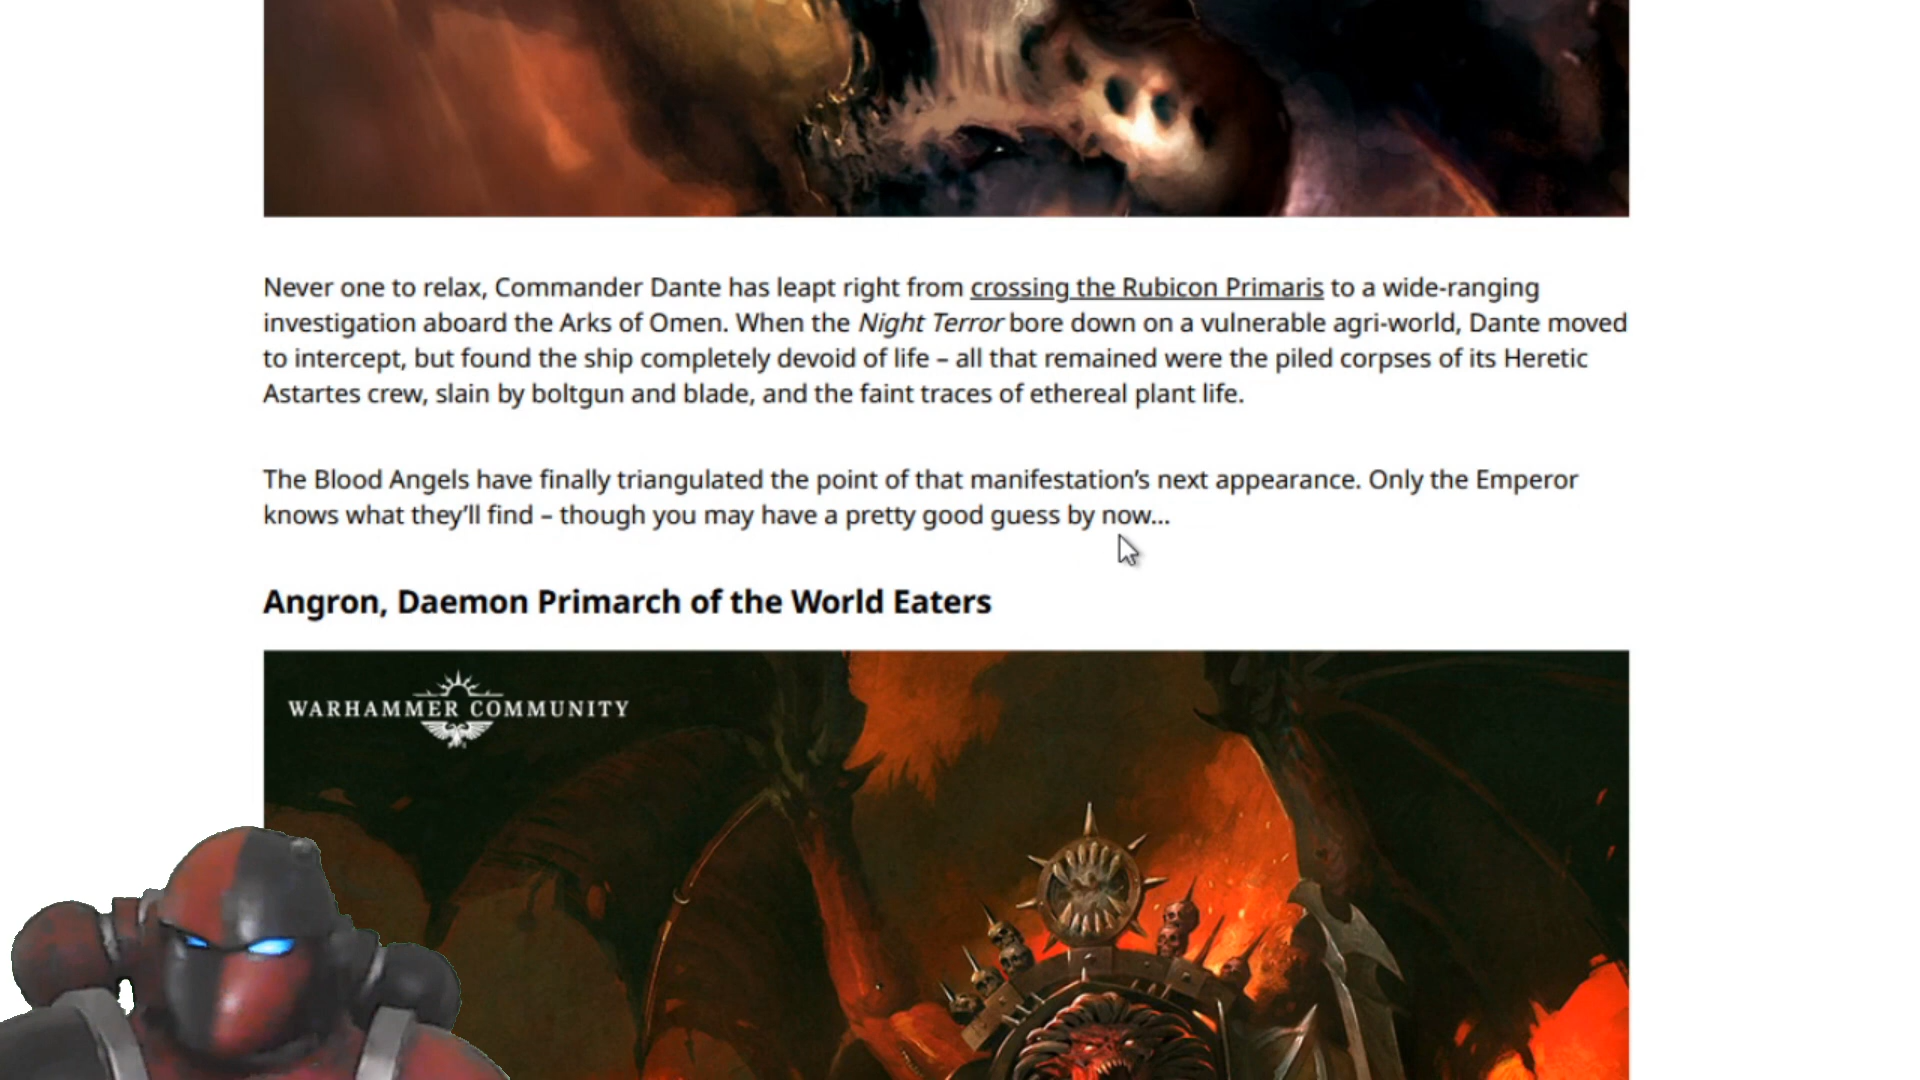 Never one to relax, Commander Dante has leapt right from crossing the Rubicon Primaris to a wide-ranging
investigation aboard the Arks of Omen. When the Night Terror bore down on a vulnerable agri-world, Dante moved
to intercept, but found the ship completely devoid of life – all that remained were the piled corpses of its Heretic
Astartes crew, slain by boltgun and blade, and the faint traces of ethereal plant life.
The Blood Angels have finally triangulated the point of that manifestation’s next appearance. Only the Emperor
knows what they’ll find – though you may have a pretty good guess by now…
Angron, Daemon Primarch of the World Eaters
WARHAMMER COMMUNITY